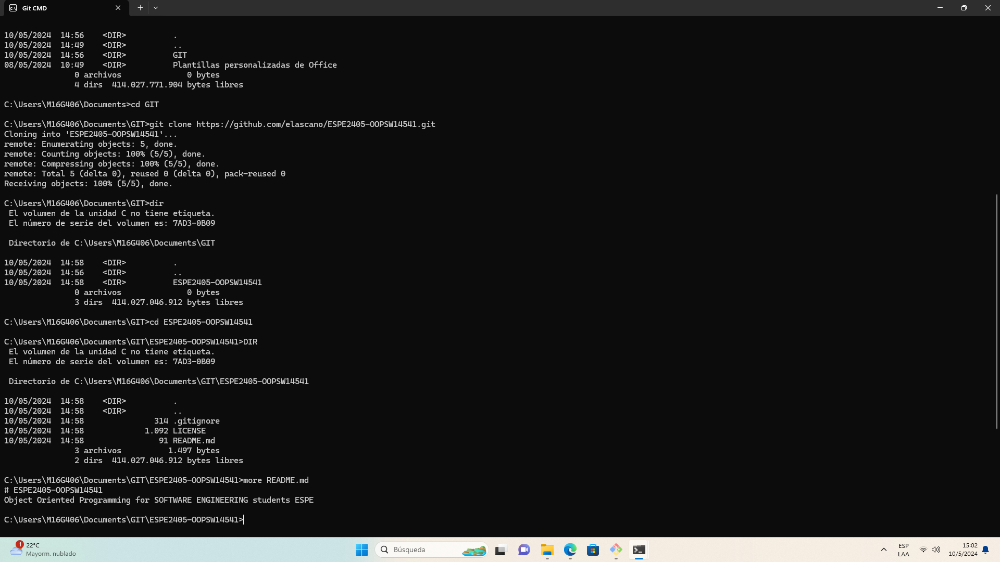 Git CMD
10/05/2024  14:56    <DIR>          .
10/05/2024  14:49    <DIR>          ..
10/05/2024  14:56    <DIR>          GIT
08/05/2024  10:49    <DIR>          Plantillas personalizadas de Office
               0 archivos              0 bytes
               4 dirs  414.027.771.904 bytes libres
C:\Users\M16G406\Documents>cd GIT
C:\Users\M16G406\Documents\GIT>git clone https://github.com/elascano/ESPE2405-OOPSW14541.git
Cloning into 'ESPE2405-OOPSW14541'...
remote: Enumerating objects: 5, done.
remote: Counting objects: 100% (5/5), done.
remote: Compressing objects: 100% (5/5), done.
remote: Total 5 (delta 0), reused 0 (delta 0), pack-reused 0
Receiving objects: 100% (5/5), done.
C:\Users\M16G406\Documents\GIT>dir
 El volumen de la unidad C no tiene etiqueta.
 El número de serie del volumen es: 7AD3-0B09
 Directorio de C:\Users\M16G406\Documents\GIT
10/05/2024  14:58    <DIR>          .
10/05/2024  14:56    <DIR>          ..
10/05/2024  14:58    <DIR>          ESPE2405-OOPSW14541
               0 archivos              0 bytes
               3 dirs  414.027.046.912 bytes libres
C:\Users\M16G406\Documents\GIT>cd ESPE2405-OOPSW14541
C:\Users\M16G406\Documents\GIT\ESPE2405-OOPSW14541>DIR
 El volumen de la unidad C no tiene etiqueta.
 El número de serie del volumen es: 7AD3-0B09
 Directorio de C:\Users\M16G406\Documents\GIT\ESPE2405-OOPSW14541
10/05/2024  14:58    <DIR>          .
10/05/2024  14:58    <DIR>          ..
10/05/2024  14:58               314 .gitignore
10/05/2024  14:58             1.092 LICENSE
10/05/2024  14:58                91 README.md
               3 archivos          1.497 bytes
               2 dirs  414.027.046.912 bytes libres
C:\Users\M16G406\Documents\GIT\ESPE2405-OOPSW14541>more README.md
# ESPE2405-OOPSW14541
Object Oriented Programming for SOFTWARE ENGINEERING students ESPE
C:\Users\M16G406\Documents\GIT\ESPE2405-OOPSW14541>
1
22°C
Mayorm. nublado
Búsqueda
ESP
LAA
15:02
10/5/2024